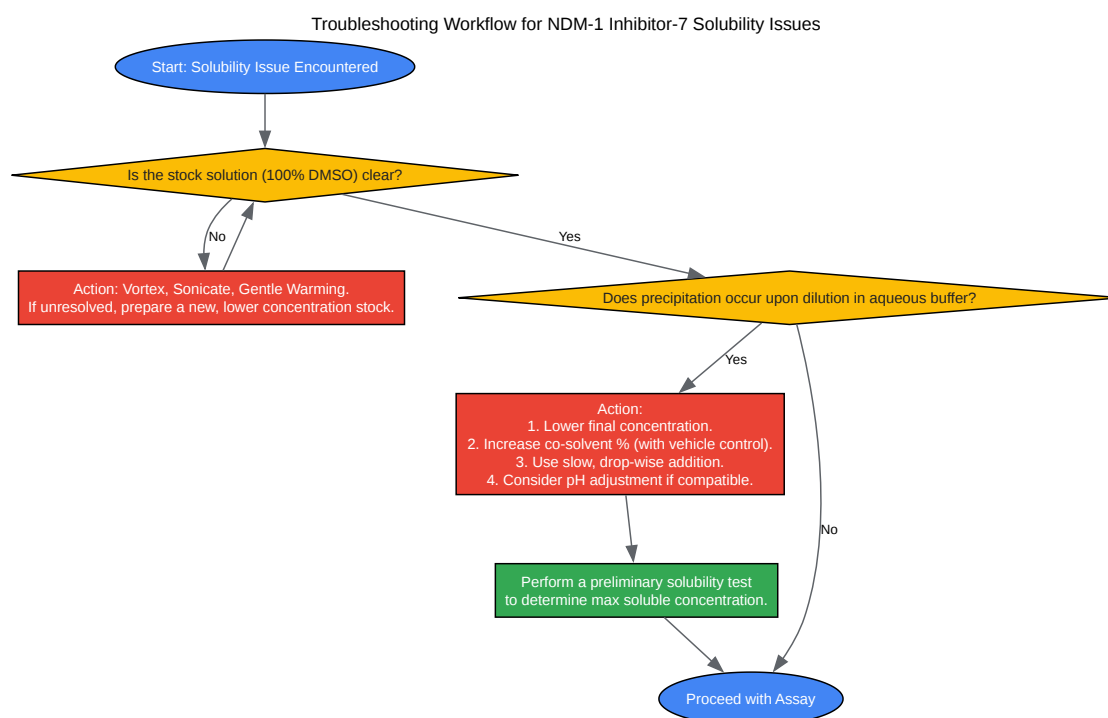 Troubleshooting Workflow for NDM-1 Inhibitor-7 Solubility Issues
Start: Solubility Issue Encountered
Is the stock solution (100% DMSO) clear?
No
Yes
Action: Vortex, Sonicate, Gentle Warming.
If unresolved, prepare a new, lower concentration stock.
Does precipitation occur upon dilution in aqueous buffer?
Yes
Action:
1. Lower final concentration.
2. Increase co-solvent % (with vehicle control).
3. Use slow, drop-wise addition.
4. Consider pH adjustment if compatible.
No
Perform a preliminary solubility test
to determine max soluble concentration.
Proceed with Assay